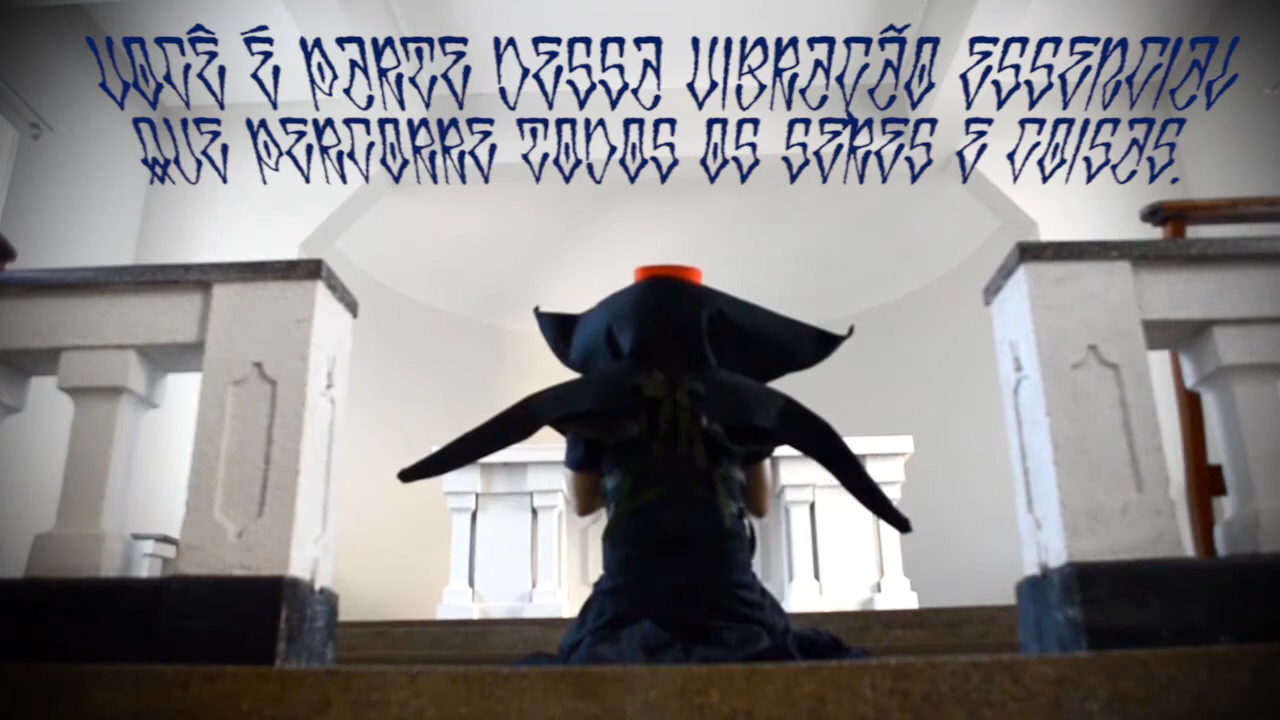 VOCÊ É PARTE DESSA VIBRAÇÃO ESSENCIAL
QUE PERCORRE TODOS OS SERES E COISAS.